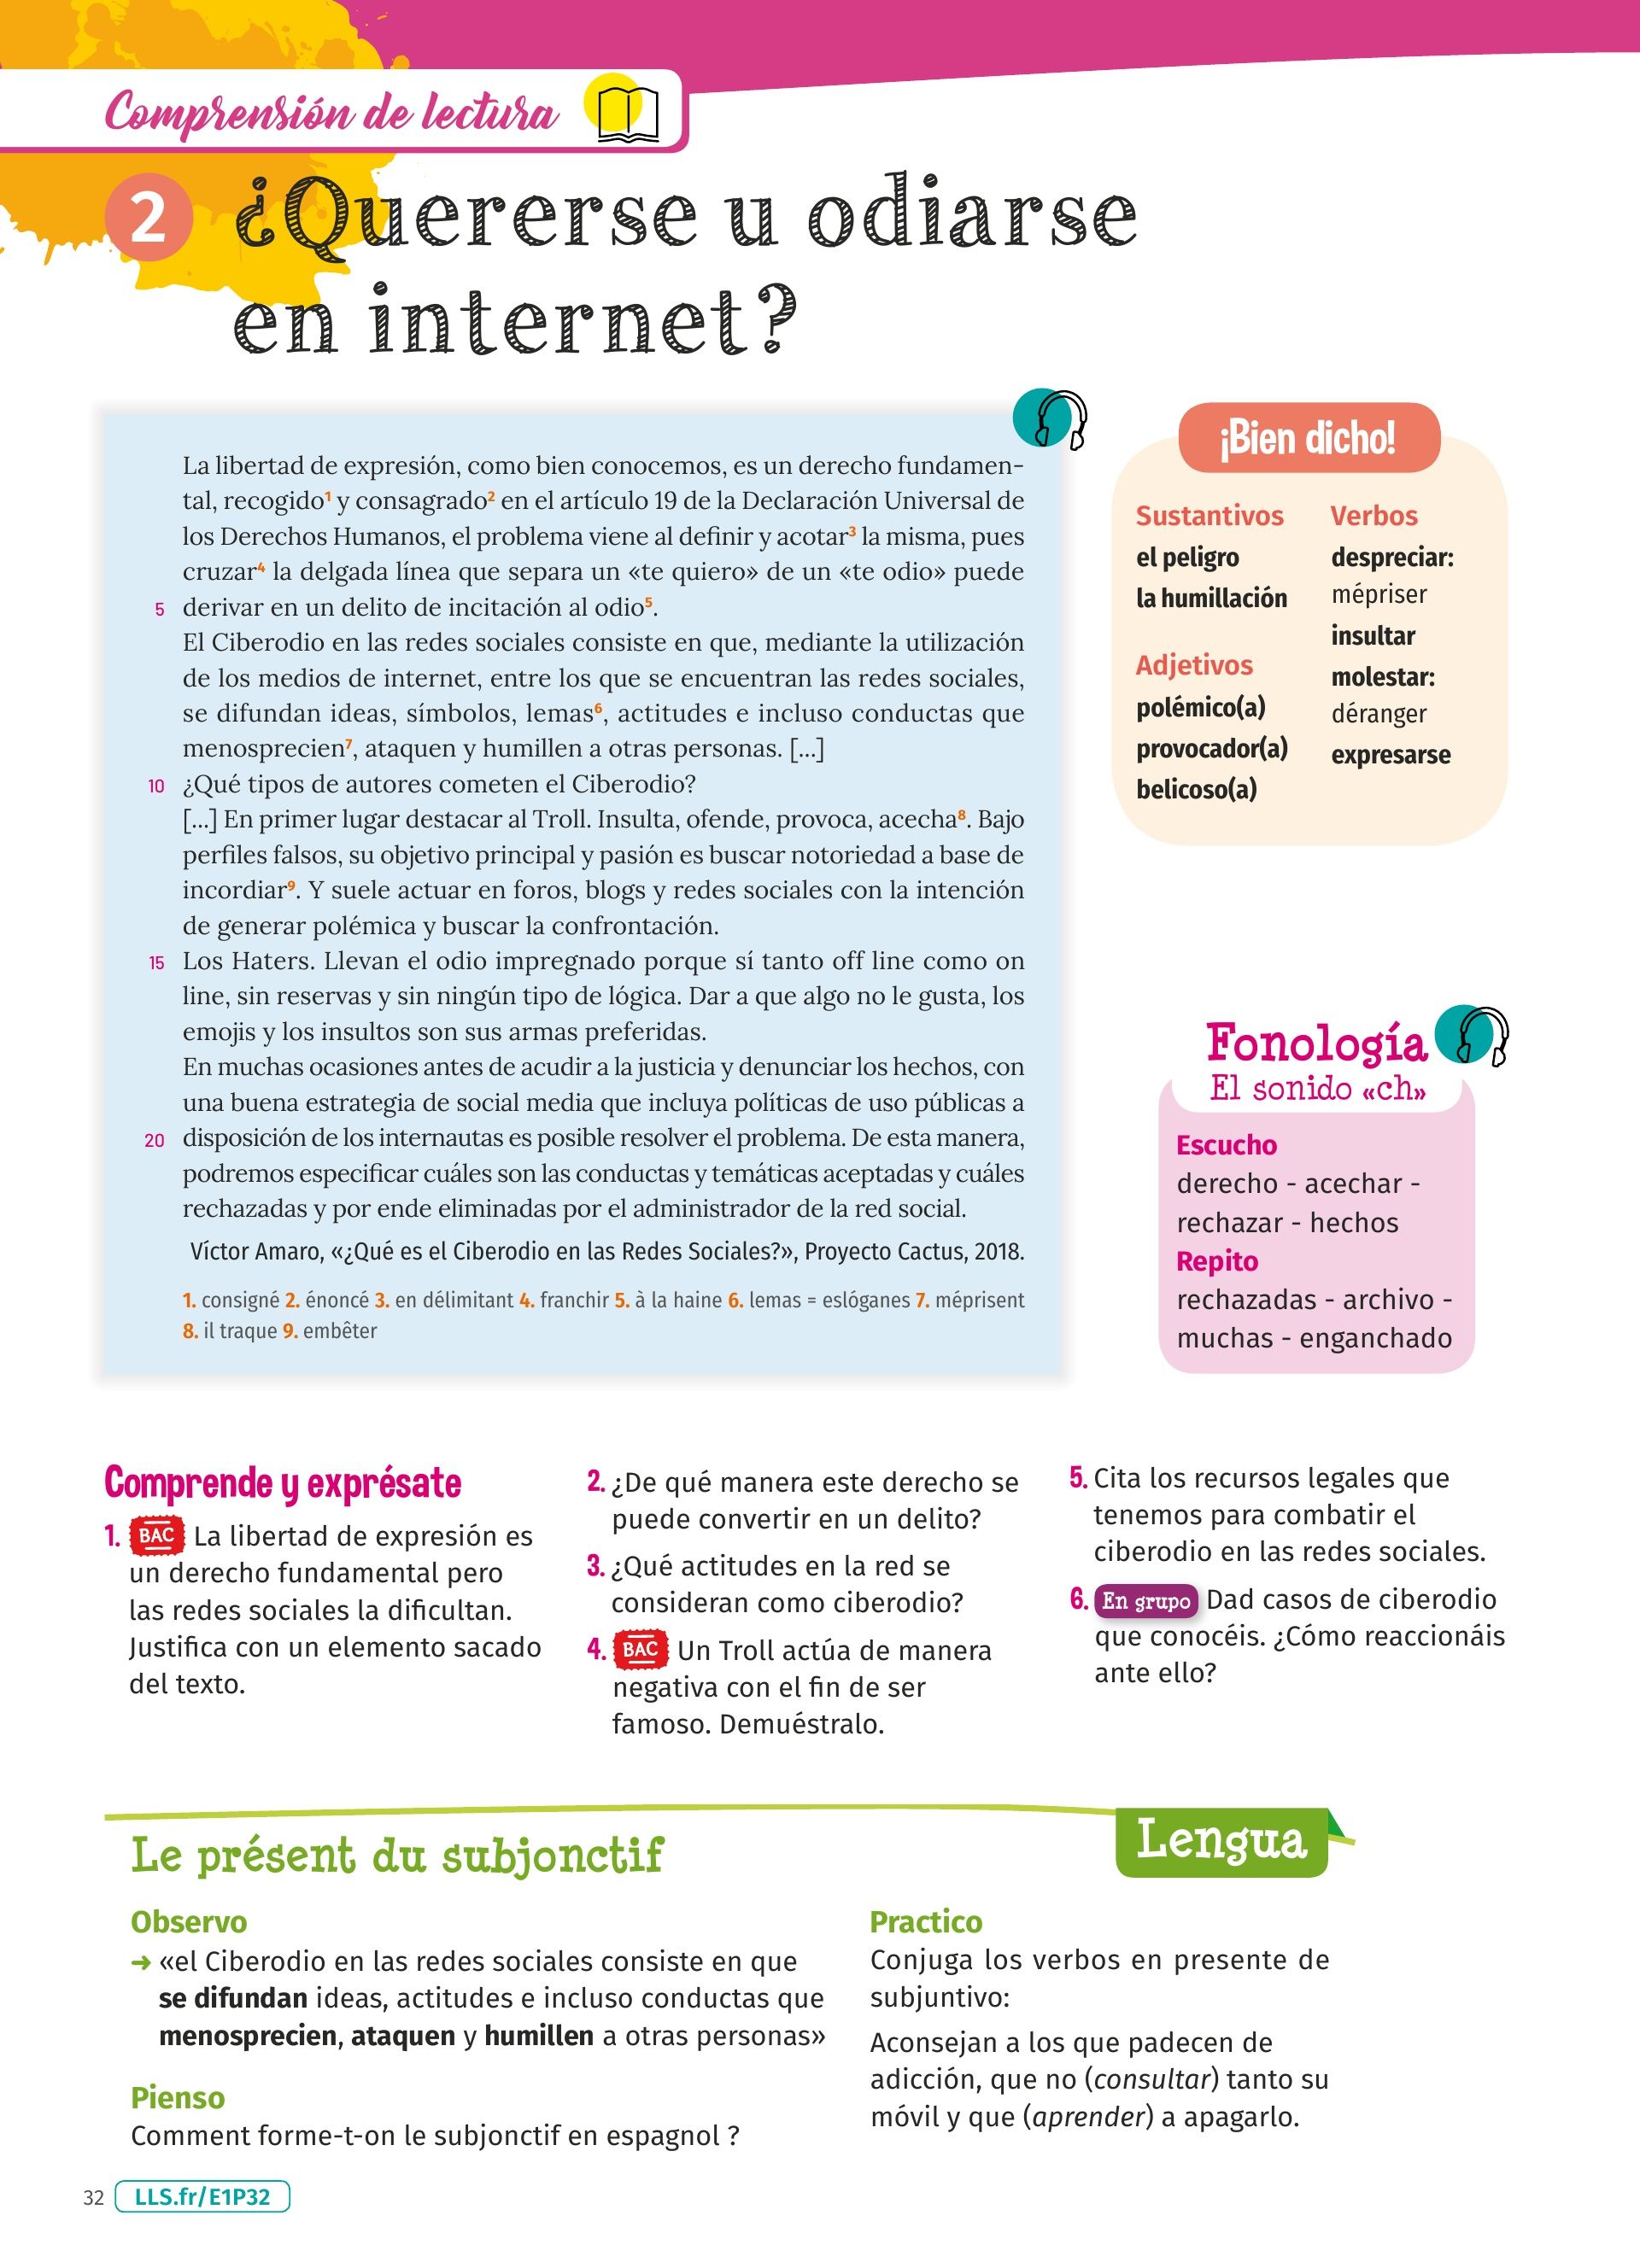 Comprensión de lectura
2 ¿Quererse u odiarse
en internet?
La libertad de expresión, como bien conocemos, es un derecho fundamen-
tal, recogido1 y consagrado2 en el artículo 19 de la Declaración Universal de
los Derechos Humanos, el problema viene al definir y acotar3 la misma, pues
cruzar4 la delgada línea que separa un «te quiero» de un «te odio» puede
5 derivar en un delito de incitación al odio5.
El Ciberodio en las redes sociales consiste en que, mediante la utilización
de los medios de internet, entre los que se encuentran las redes sociales,
se difundan ideas, símbolos, lemas6, actitudes e incluso conductas que
menosprecien7, ataquen y humillen a otras personas. [...]
10 ¿Qué tipos de autores cometen el Ciberodio?
[...] En primer lugar destacar al Troll. Insulta, ofende, provoca, acecha8. Bajo
perfiles falsos, su objetivo principal y pasión es buscar notoriedad a base de
incordiar9. Y suele actuar en foros, blogs y redes sociales con la intención
de generar polémica y buscar la confrontación.
15 Los Haters. Llevan el odio impregnado porque sí tanto off line como on
line, sin reservas y sin ningún tipo de lógica. Dar a que algo no le gusta, los
emojis y los insultos son sus armas preferidas.
En muchas ocasiones antes de acudir a la justicia y denunciar los hechos, con
una buena estrategia de social media que incluya políticas de uso públicas a
20 disposición de los internautas es posible resolver el problema. De esta manera,
podremos especificar cuáles son las conductas y temáticas aceptadas y cuáles
rechazadas y por ende eliminadas por el administrador de la red social.
Víctor Amaro, «¿Qué es el Ciberodio en las Redes Sociales?», Proyecto Cactus, 2018.
1. consigné 2. énoncé 3. en délimitant 4. franchir 5. à la haine 6. lemas = eslóganes 7. méprisent
8. il traque 9. embêter
¡Bien dicho!
Sustantivos
el peligro
la humillación
Adjetivos
polémico(a)
provocador(a)
belicoso(a)
Verbos
despreciar:
mépriser
insultar
molestar:
déranger
expresarse
Fonología
El sonido «ch»
Escucho
derecho - acechar -
rechazar - hechos
Repito
rechazadas - archivo -
muchas - enganchado
Comprende y exprésate
1. BAC La libertad de expresión es
un derecho fundamental pero
las redes sociales la dificultan.
Justifica con un elemento sacado
del texto.
2. ¿De qué manera este derecho se
puede convertir en un delito?
3. ¿Qué actitudes en la red se
consideran como ciberodio?
4. BAC Un Troll actúa de manera
negativa con el fin de ser
famoso. Demuéstralo.
5. Cita los recursos legales que
tenemos para combatir el
ciberodio en las redes sociales.
6. En grupo Dad casos de ciberodio
que conocéis. ¿Cómo reaccionáis
ante ello?
Lengua
Le présent du subjonctif
Observo
➜ «el Ciberodio en las redes sociales consiste en que
se difundan ideas, actitudes e incluso conductas que
menosprecien, ataquen y humillen a otras personas»
Pienso
Comment forme-t-on le subjonctif en espagnol ?
Practico
Conjuga los verbos en presente de
subjuntivo:
Aconsejan a los que padecen de
adicción, que no (consultar) tanto su
móvil y que (aprender) a apagarlo.
32 LLS.fr/E1P32